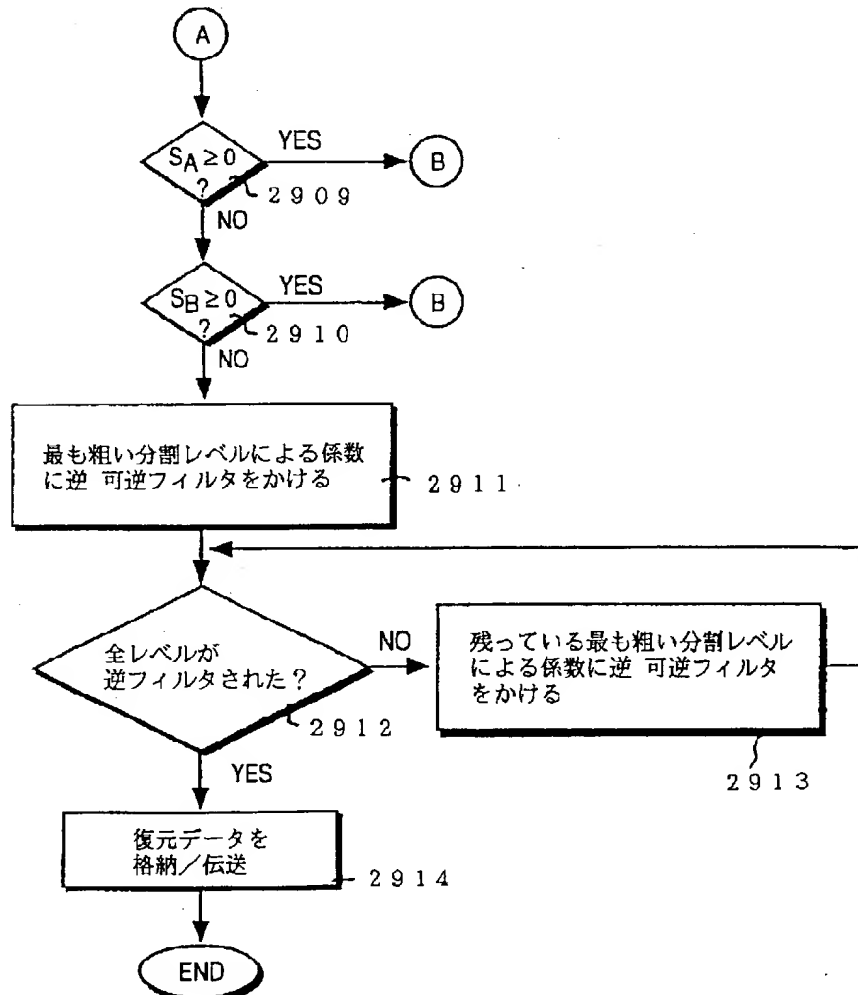 A
SA≥0
?
YES
B
2909
NO
SB≥0
?
YES
B
2910
NO
最も粗い分割レベルによる係数
に逆 可逆フィルタをかける
2911
全レベルが
逆フィルタされた？
NO
2912
残っている最も粗い分割レベル
による係数に逆 可逆フィルタ
をかける
2913
YES
復元データを
格納／伝送
2914
END